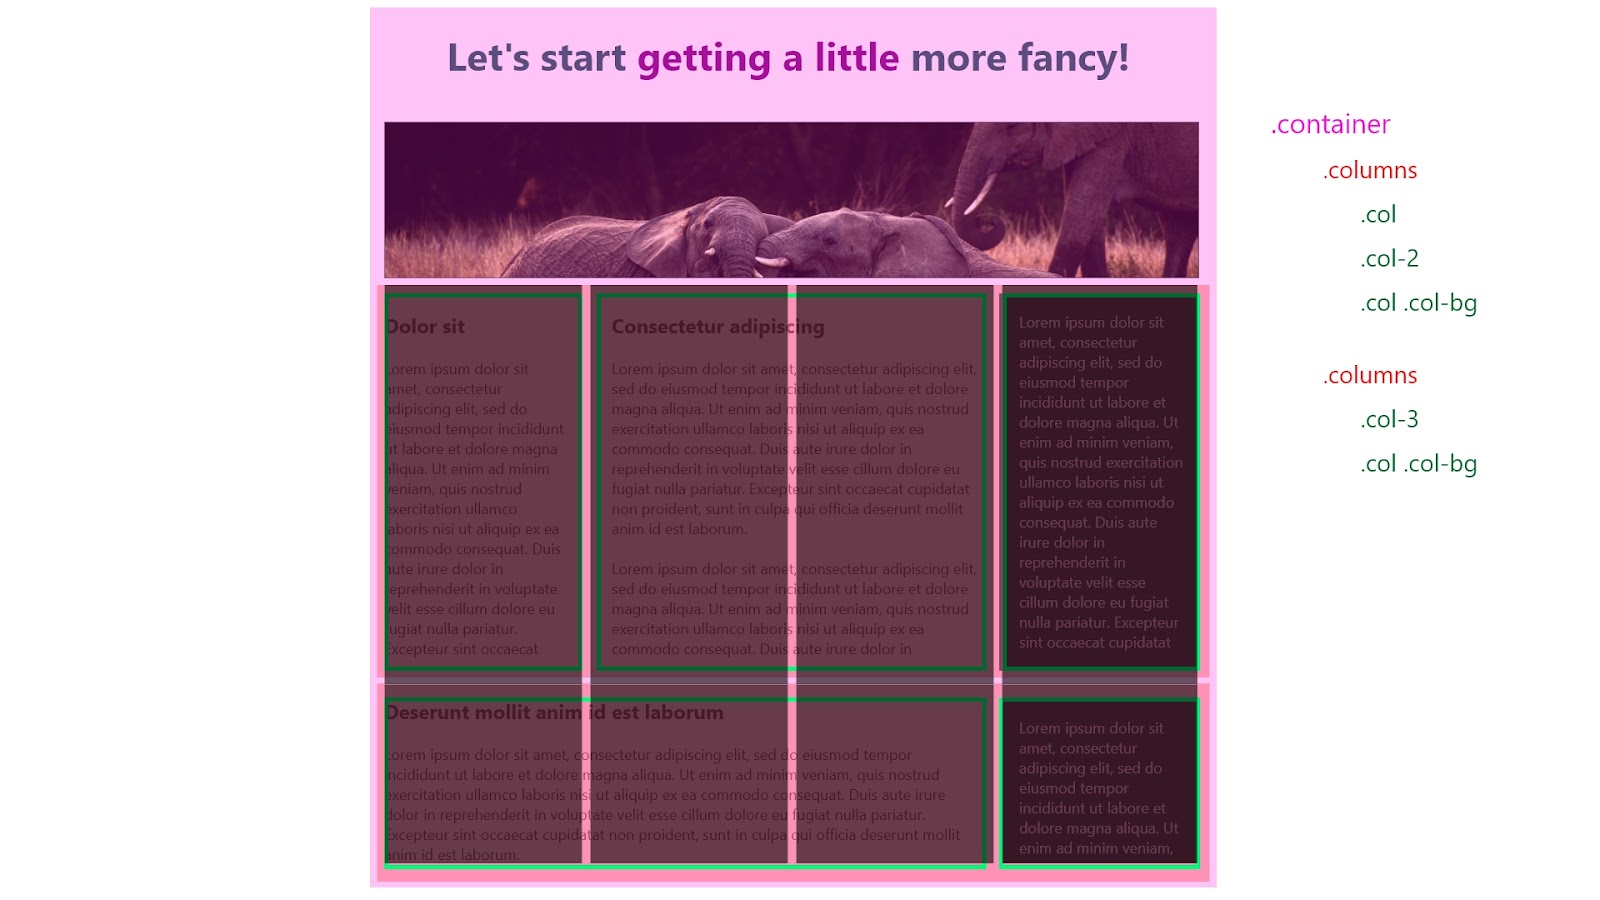 Let's start getting a little more fancy!
.container
.columns
.col
.col-2
.col .col-bg
.columns
.col-3
.col .col-bg
Dolor sit
Lorem ipsum dolor sit
amet, consectetur
adipiscing elit, sed do
eiusmod tempor incididunt
ut labore et dolore magna
aliqua. Ut enim ad minim
veniam, quis nostrud
exercitation ullamco
laboris nisi ut aliquip ex ea
commodo consequat. Duis
aute irure dolor in
reprehenderit in voluptate
velit esse cillum dolore eu
fugiat nulla pariatur.
Excepteur sint occaecat
Consectetur adipiscing
Lorem ipsum dolor sit amet, consectetur adipiscing elit,
sed do eiusmod tempor incididunt ut labore et dolore
magna aliqua. Ut enim ad minim veniam, quis nostrud
exercitation ullamco laboris nisi ut aliquip ex ea
commodo consequat. Duis aute irure dolor in
reprehenderit in voluptate velit esse cillum dolore eu
fugiat nulla pariatur. Excepteur sint occaecat cupidatat
non proident, sunt in culpa qui officia deserunt mollit
anim id est laborum.
Lorem ipsum dolor sit amet, consectetur adipiscing elit,
sed do eiusmod tempor incididunt ut labore et dolore
magna aliqua. Ut enim ad minim veniam, quis nostrud
exercitation ullamco laboris nisi ut aliquip ex ea
commodo consequat. Duis aute irure dolor in
Lorem ipsum dolor sit
amet, consectetur
adipiscing elit, sed do
eiusmod tempor
incididunt ut labore et
dolore magna aliqua. Ut
enim ad minim veniam,
quis nostrud exercitation
ullamco laboris nisi ut
aliquip ex ea commodo
consequat. Duis aute
irure dolor in
reprehenderit in
voluptate velit esse
cillum dolore eu fugiat
nulla pariatur. Excepteur
sint occaecat cupidatat
Deserunt mollit anim id est laborum
Lorem ipsum dolor sit amet, consectetur adipiscing elit, sed do eiusmod tempor
incididunt ut labore et dolore magna aliqua. Ut enim ad minim veniam, quis nostrud
exercitation ullamco laboris nisi ut aliquip ex ea commodo consequat. Duis aute irure
dolor in reprehenderit in voluptate velit esse cillum dolore eu fugiat nulla pariatur.
Excepteur sint occaecat cupidatat non proident, sunt in culpa qui officia deserunt mollit
anim id est laborum.
Lorem ipsum dolor sit
amet, consectetur
adipiscing elit, sed do
eiusmod tempor
incididunt ut labore et
dolore magna aliqua. Ut
enim ad minim veniam,